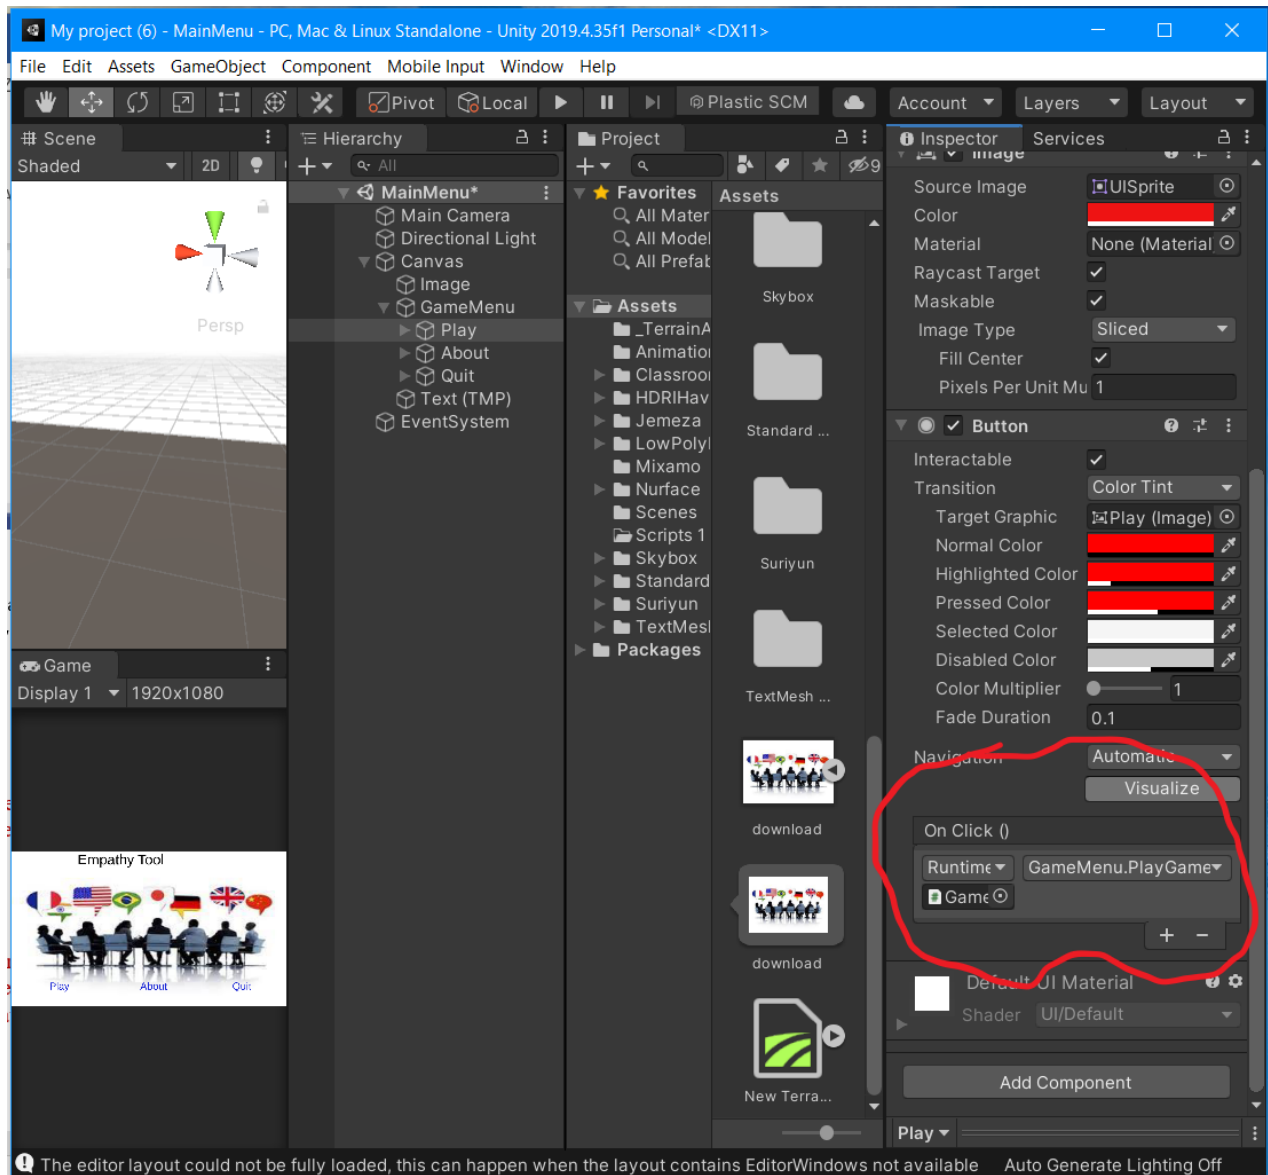 My project (6) - MainMenu - PC, Mac & Linux Standalone - Unity 2019.4.35f1 Personal* <DX11>
File Edit Assets GameObject Component Mobile Input Window Help
Pivot Local Plastic SCM Account Layers Layout
Scene
Shaded 2D
Persp
Game
Display 1 1920x1080
Empathy Tool
Play About Quit
Hierarchy
All
MainMenu*
Main Camera
Directional Light
Canvas
Image
GameMenu
Play
About
Quit
Text (TMP)
EventSystem
Project
9
Favorites
All Mater
All Model
All Prefab
Assets
_TerrainA
Animation
Classroo
HDRIHav
Jemeza
LowPoly
Mixamo
Nurface
Scenes
Scripts 1
Skybox
Standard
Suriyun
TextMesl
Packages
Assets
Skybox
Standard ...
Suriyun
TextMesh ...
download
download
New Terra...
Inspector Services
Image
Source Image UISprite
Color
Material None (Material
Raycast Target
Maskable
Image Type Sliced
Fill Center
Pixels Per Unit Mu 1
Button
Interactable
Transition Color Tint
Target Graphic Play (Image)
Normal Color
Highlighted Color
Pressed Color
Selected Color
Disabled Color
Color Multiplier 1
Fade Duration 0.1
Navigation Automatic
Visualize
On Click ()
Runtime GameMenu.PlayGame
Game
+ −
Default UI Material
Shader UI/Default
Add Component
Play
The editor layout could not be fully loaded, this can happen when the layout contains EditorWindows not available Auto Generate Lighting Off